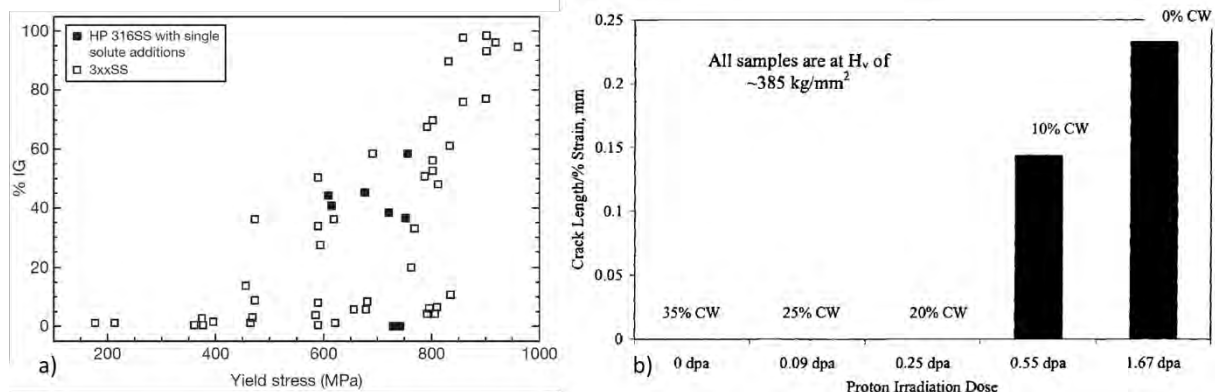 100
80
60
40
20
0
% IG
HP 316SS with single
solute additions
3xxSS
200
400
600
800
1000
Yield stress (MPa)
a)
0.25
0.2
0.15
0.1
0.05
0
Crack Length/% Strain, mm
All samples are at Hv of
~385 kg/mm²
0% CW
10% CW
35% CW
25% CW
20% CW
0 dpa
0.09 dpa
0.25 dpa
0.55 dpa
1.67 dpa
Proton Irradiation Dose
b)